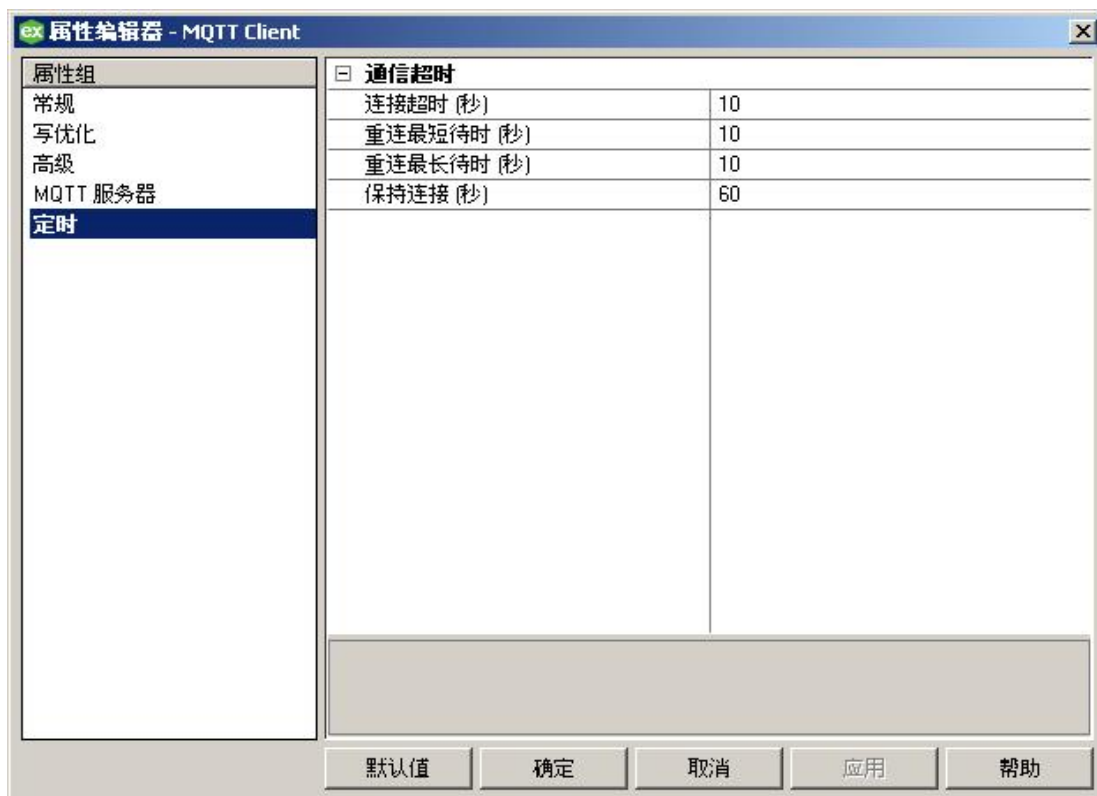 ex 属性编辑器 - MQTT Client
属性组
常规
写优化
高级
MQTT 服务器
定时
通信超时
连接超时 (秒) 10
重连最短待时 (秒) 10
重连最长待时 (秒) 10
保持连接 (秒) 60
默认值 确定 取消 应用 帮助